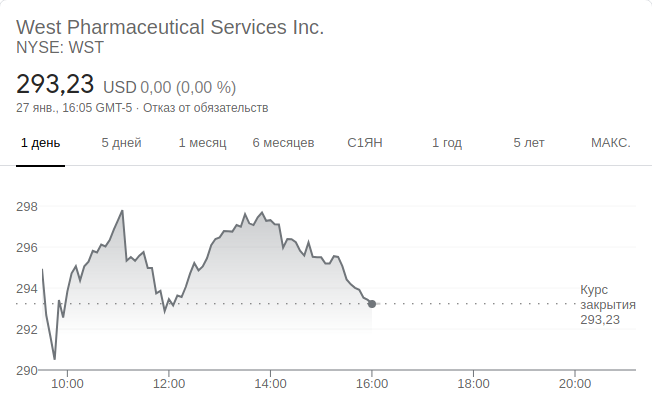 West Pharmaceutical Services Inc.
NYSE: WST
293,23 USD 0,00 (0,00 %)
27 янв., 16:05 GMT-5 · Отказ от обязательств
1 день 5 дней 1 месяц 6 месяцев С1ЯН 1 год 5 лет МАКС.
298
296
294
292
290
Курс
закрытия
293,23
10:00 12:00 14:00 16:00 18:00 20:00